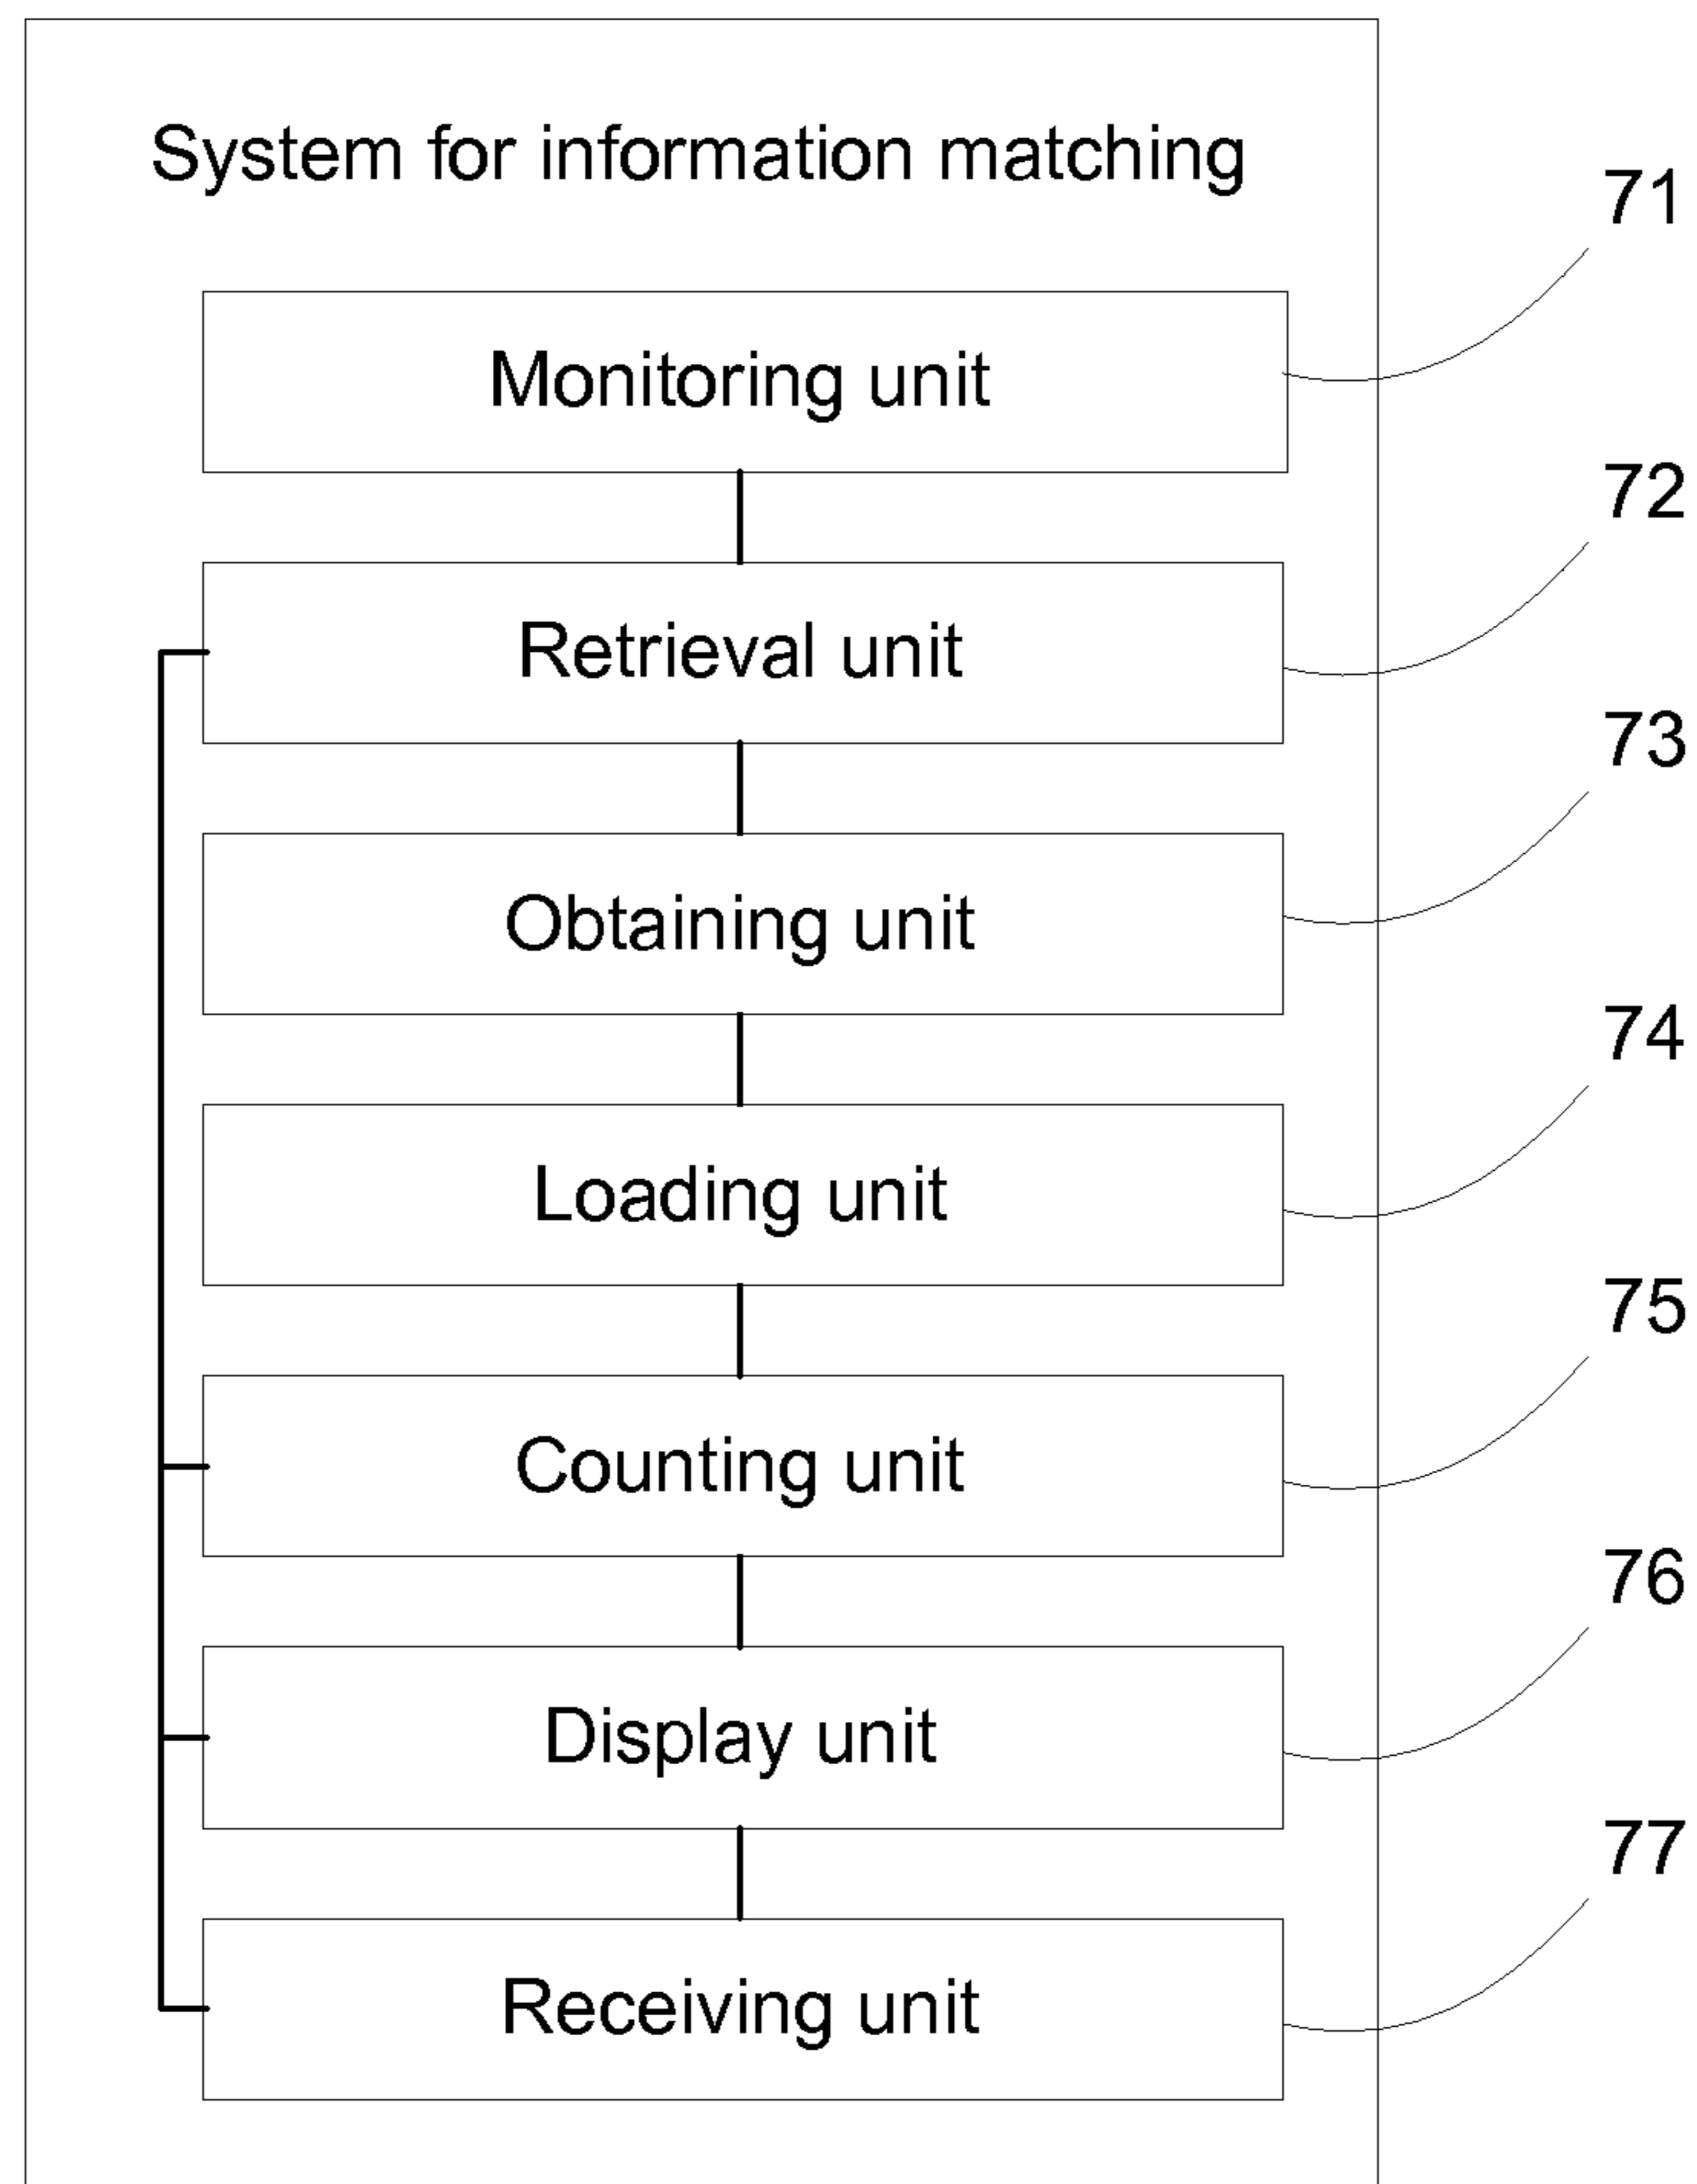 System for information matching
71
Monitoring unit
72
Retrieval unit
73
Obtaining unit
74
Loading unit
75
Counting unit
76
Display unit
77
Receiving unit